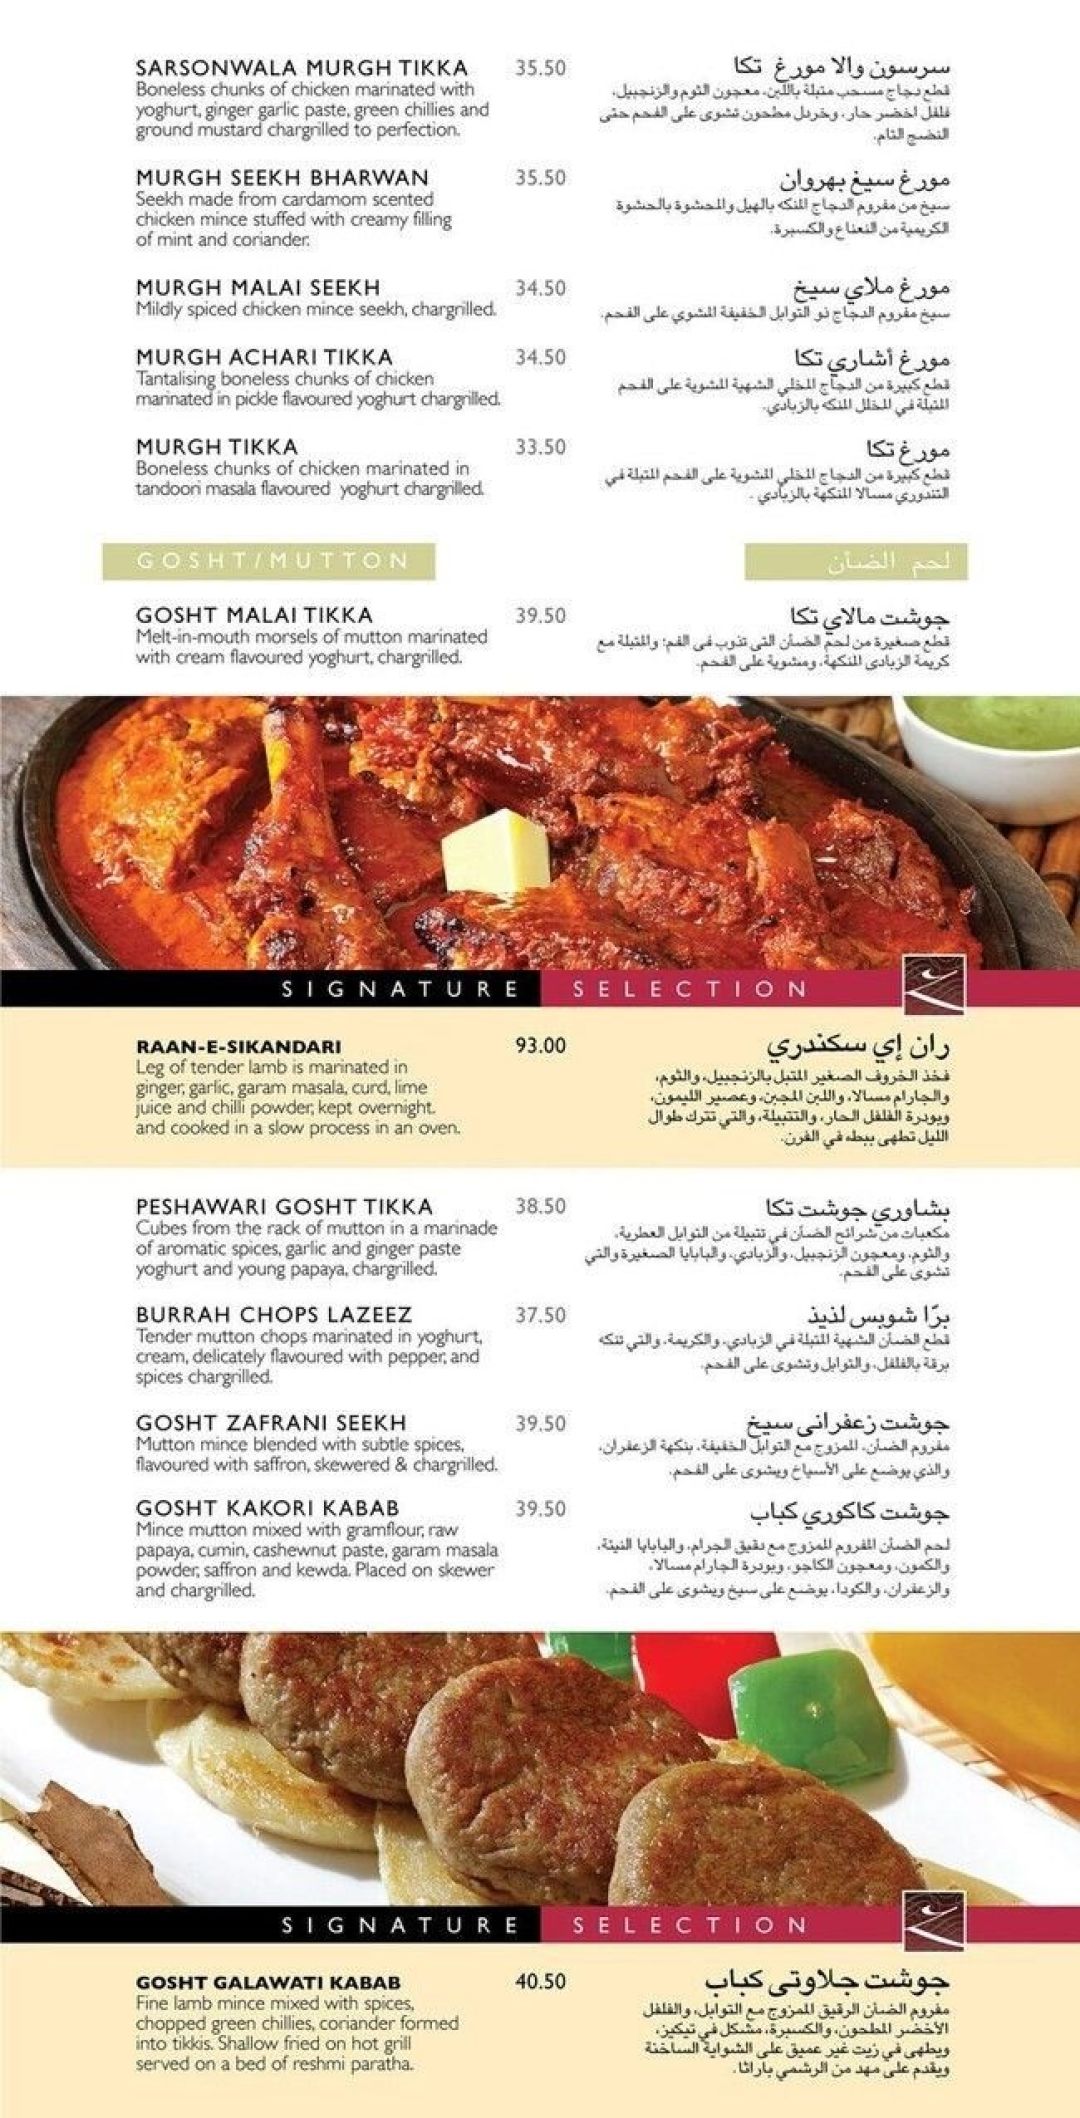 SARSONWALA MURGH TIKKA 35.50
Boneless chunks of chicken marinated with
yoghurt, ginger garlic paste, green chillies and
ground mustard chargrilled to perfection.
سرسون والا مورغ تكا
قطع دجاج مسحب متبلة باللبن، معجون الثوم والزنجبيل،
فلفل اخضر حار، وخردل مطحون تشوى على الفحم حتى
النضج التام.
MURGH SEEKH BHARWAN 35.50
Seekh made from cardamom scented
chicken mince stuffed with creamy filling
of mint and coriander.
مورغ سيغ بهروان
سيخ من مفروم الدجاج المنكه بالهيل والمحشوة بالحشوة
الكريمية من النعناع والكسبرة.
MURGH MALAI SEEKH 34.50
Mildly spiced chicken mince seekh, chargrilled.
مورغ ملاي سيخ
سيخ مفروم الدجاج ذو التوابل الخفيفة المشوي على الفحم.
MURGH ACHARI TIKKA 34.50
Tantalising boneless chunks of chicken
marinated in pickle flavoured yoghurt chargrilled.
مورغ أشاري تكا
قطع كبيرة من الدجاج المخلي الشهية المشوية على الفحم
المتبلة في المخلل المنكه بالزبادي.
MURGH TIKKA 33.50
Boneless chunks of chicken marinated in
tandoori masala flavoured yoghurt chargrilled.
مورغ تكا
قطع كبيرة من الدجاج المخلي المشوية على الفحم المتبلة في
التندوري مسالا المنكهة بالزبادي .
GOSHT/MUTTON
لحم الضأن
GOSHT MALAI TIKKA 39.50
Melt-in-mouth morsels of mutton marinated
with cream flavoured yoghurt, chargrilled.
جوشت مالاي تكا
قطع صغيرة من لحم الضأن التى تذوب فى الفم؛ والمتبلة مع
كريمة الزبادى المنكهة، ومشوية على الفحم.
SIGNATURE SELECTION
RAAN-E-SIKANDARI 93.00
Leg of tender lamb is marinated in
ginger, garlic, garam masala, curd, lime
juice and chilli powder, kept overnight.
and cooked in a slow process in an oven.
ران إي سكندري
فخذ الخروف الصغير المتبل بالزنجبيل، والثوم،
والجارام مسالا، واللبن المجبن، وعصير الليمون،
وبودرة الفلفل الحار، والتتبيلة، والتي تترك طوال
الليل تطهى ببطء في الفرن.
PESHAWARI GOSHT TIKKA 38.50
Cubes from the rack of mutton in a marinade
of aromatic spices, garlic and ginger paste
yoghurt and young papaya, chargrilled.
بشاوري جوشت تكا
مكعبات من شرائح الضأن في تتبيلة من التوابل العطرية،
والثوم، ومعجون الزنجبيل، والزبادي، والبابايا الصغيرة والتي
تشوى على الفحم.
BURRAH CHOPS LAZEEZ 37.50
Tender mutton chops marinated in yoghurt,
cream, delicately flavoured with pepper, and
spices chargrilled.
برّا شوبس لذيذ
قطع الضأن الشهية المتبلة في الزبادي، والكريمة، والتي تنكه
برقة بالفلفل، والتوابل وتشوى على الفحم.
GOSHT ZAFRANI SEEKH 39.50
Mutton mince blended with subtle spices,
flavoured with saffron, skewered & chargrilled.
جوشت زعفرانى سيخ
مفروم الضأن، الممزوج مع التوابل الخفيفة، بنكهة الزعفران،
والذي يوضع على الأسياخ ويشوى على الفحم.
GOSHT KAKORI KABAB 39.50
Mince mutton mixed with gramflour, raw
papaya, cumin, cashewnut paste, garam masala
powder, saffron and kewda. Placed on skewer
and chargrilled.
جوشت كاكوري كباب
لحم الضأن المفروم الممزوج مع دقيق الجرام، والبابايا النيئة،
والكمون، ومعجون الكاجو، وبودرة الجارام مسالا،
والزعفران، والكودا، يوضع على سيخ ويشوى على الفحم.
SIGNATURE SELECTION
GOSHT GALAWATI KABAB 40.50
Fine lamb mince mixed with spices,
chopped green chillies, coriander formed
into tikkis. Shallow fried on hot grill
served on a bed of reshmi paratha.
جوشت جلاوتى كباب
مفروم الضأن الرقيق الممزوج مع التوابل، والفلفل
الأخضر المطحون، والكسبرة، مشكل في تيكيز،
ويطهى في زيت غير عميق على الشواية الساخنة
ويقدم على مهد من الرشمي باراثا.